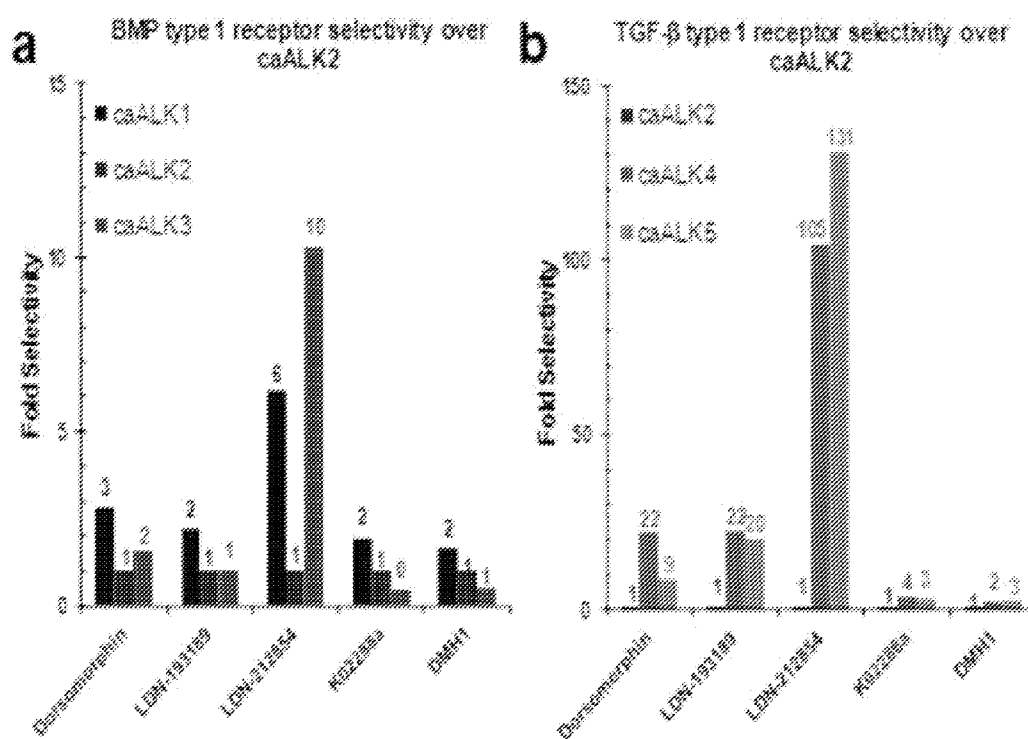 a
BMP type 1 receptor selectivity over
caALK2
15
10
5
0
Fold Selectivity
caALK1
caALK2
caALK3
3
1
2
2
1
1
6
1
10
2
1
0
2
1
1
Dorsomorphin
LDN-193189
LDN-212854
K02288a
DMH1
b
TGF-β type 1 receptor selectivity over
caALK2
150
100
50
0
Fold Selectivity
caALK2
caALK4
caALK5
1
22
9
1
22
20
1
105
131
1
4
3
1
2
3
Dorsomorphin
LDN-193189
LDN-212854
K02288a
DMH1